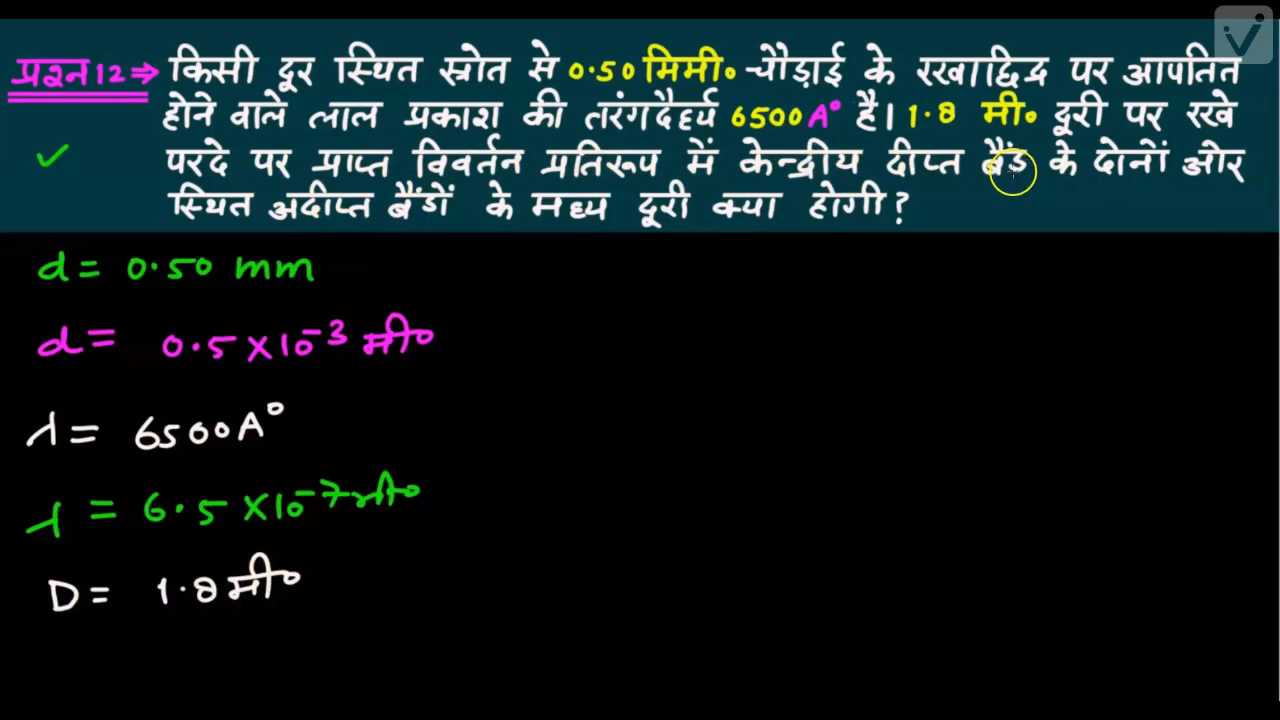 प्रश्न 12⇒ किसी दूर स्थित स्रोत से 0.50 मिमी० चौड़ाई के रेखाछिद्र पर आपतित
होने वाले लाल प्रकाश की तरंगदैर्ध्य 6500A° है। 1.8 मी० दूरी पर रखे
परदे पर प्राप्त विवर्तन प्रतिरूप में केन्द्रीय दीप्त बैंड के दोनों ओर
स्थित अदीप्त बैंडों के मध्य दूरी क्या होगी?
d = 0.50 mm
d = 0.5 × 10⁻³ मी०
λ = 6500A°
λ = 6.5 × 10⁻⁷ मी०
D = 1.8 मी०